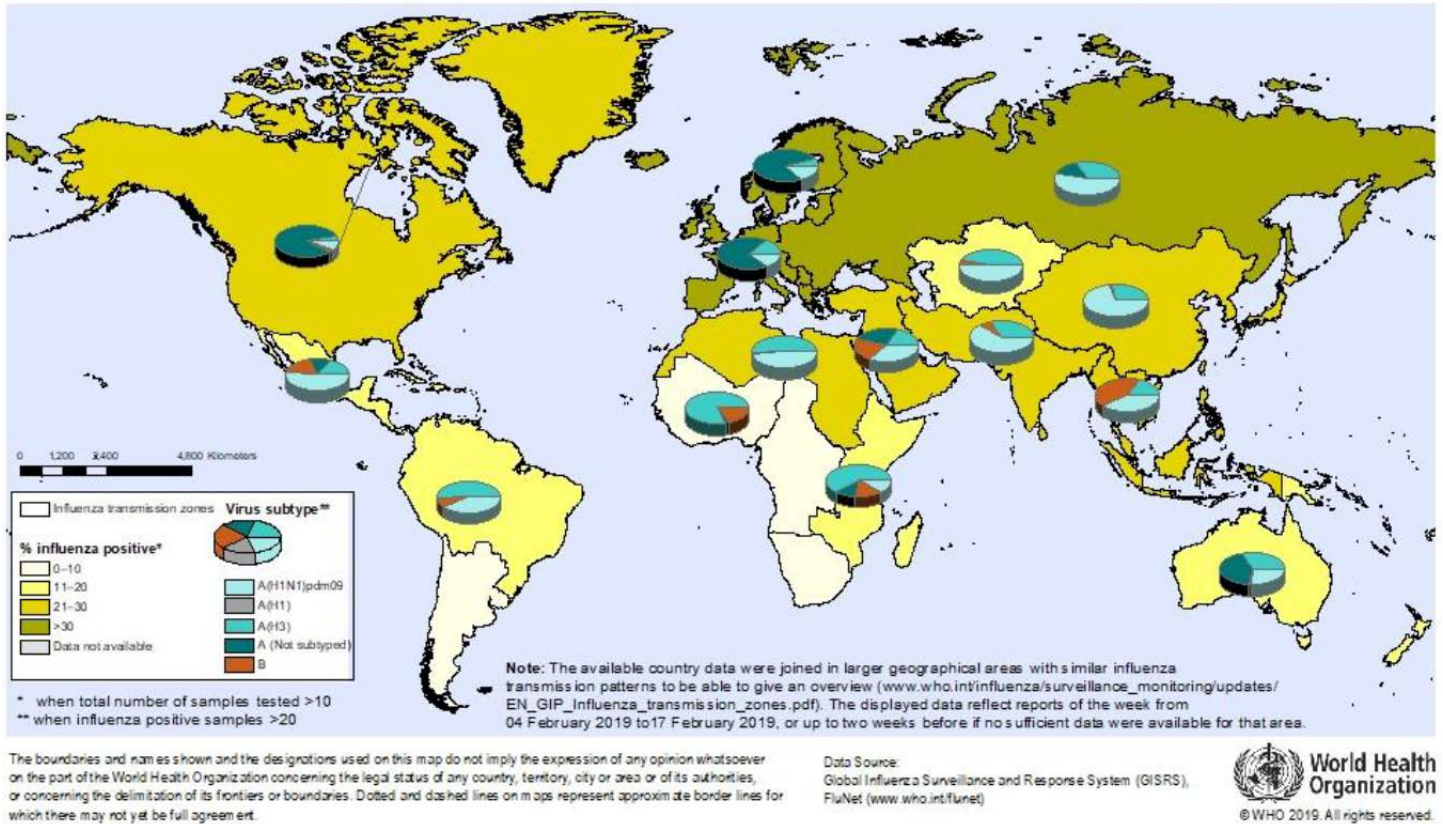 0 1,200 2,400 4,800 Kilometers
Influenza transmission zones
% influenza positive*
0–10
11–20
21–30
>30
Data not available
Virus subtype**
A(H1N1)pdm09
A(H1)
A(H3)
A (Not subtyped)
B
* when total number of samples tested >10
** when influenza positive samples >20
Note: The available country data were joined in larger geographical areas with similar influenza
transmission patterns to be able to give an overview (www.who.int/influenza/surveillance_monitoring/updates/
EN_GIP_Influenza_transmission_zones.pdf). The displayed data reflect reports of the week from
04 February 2019 to17 February 2019, or up to two weeks before if no sufficient data were available for that area.
The boundaries and names shown and the designations used on this map do not imply the expression of any opinion whatsoever
on the part of the World Health Organization concerning the legal status of any country, territory, city or area or of its authorities,
or concerning the delimitation of its frontiers or boundaries. Dotted and dashed lines on maps represent approximate border lines for
which there may not yet be full agreement.
Data Source:
Global Influenza Surveillance and Response System (GISRS),
FluNet (www.who.int/flunet)
World Health
Organization
© WHO 2019. All rights reserved.